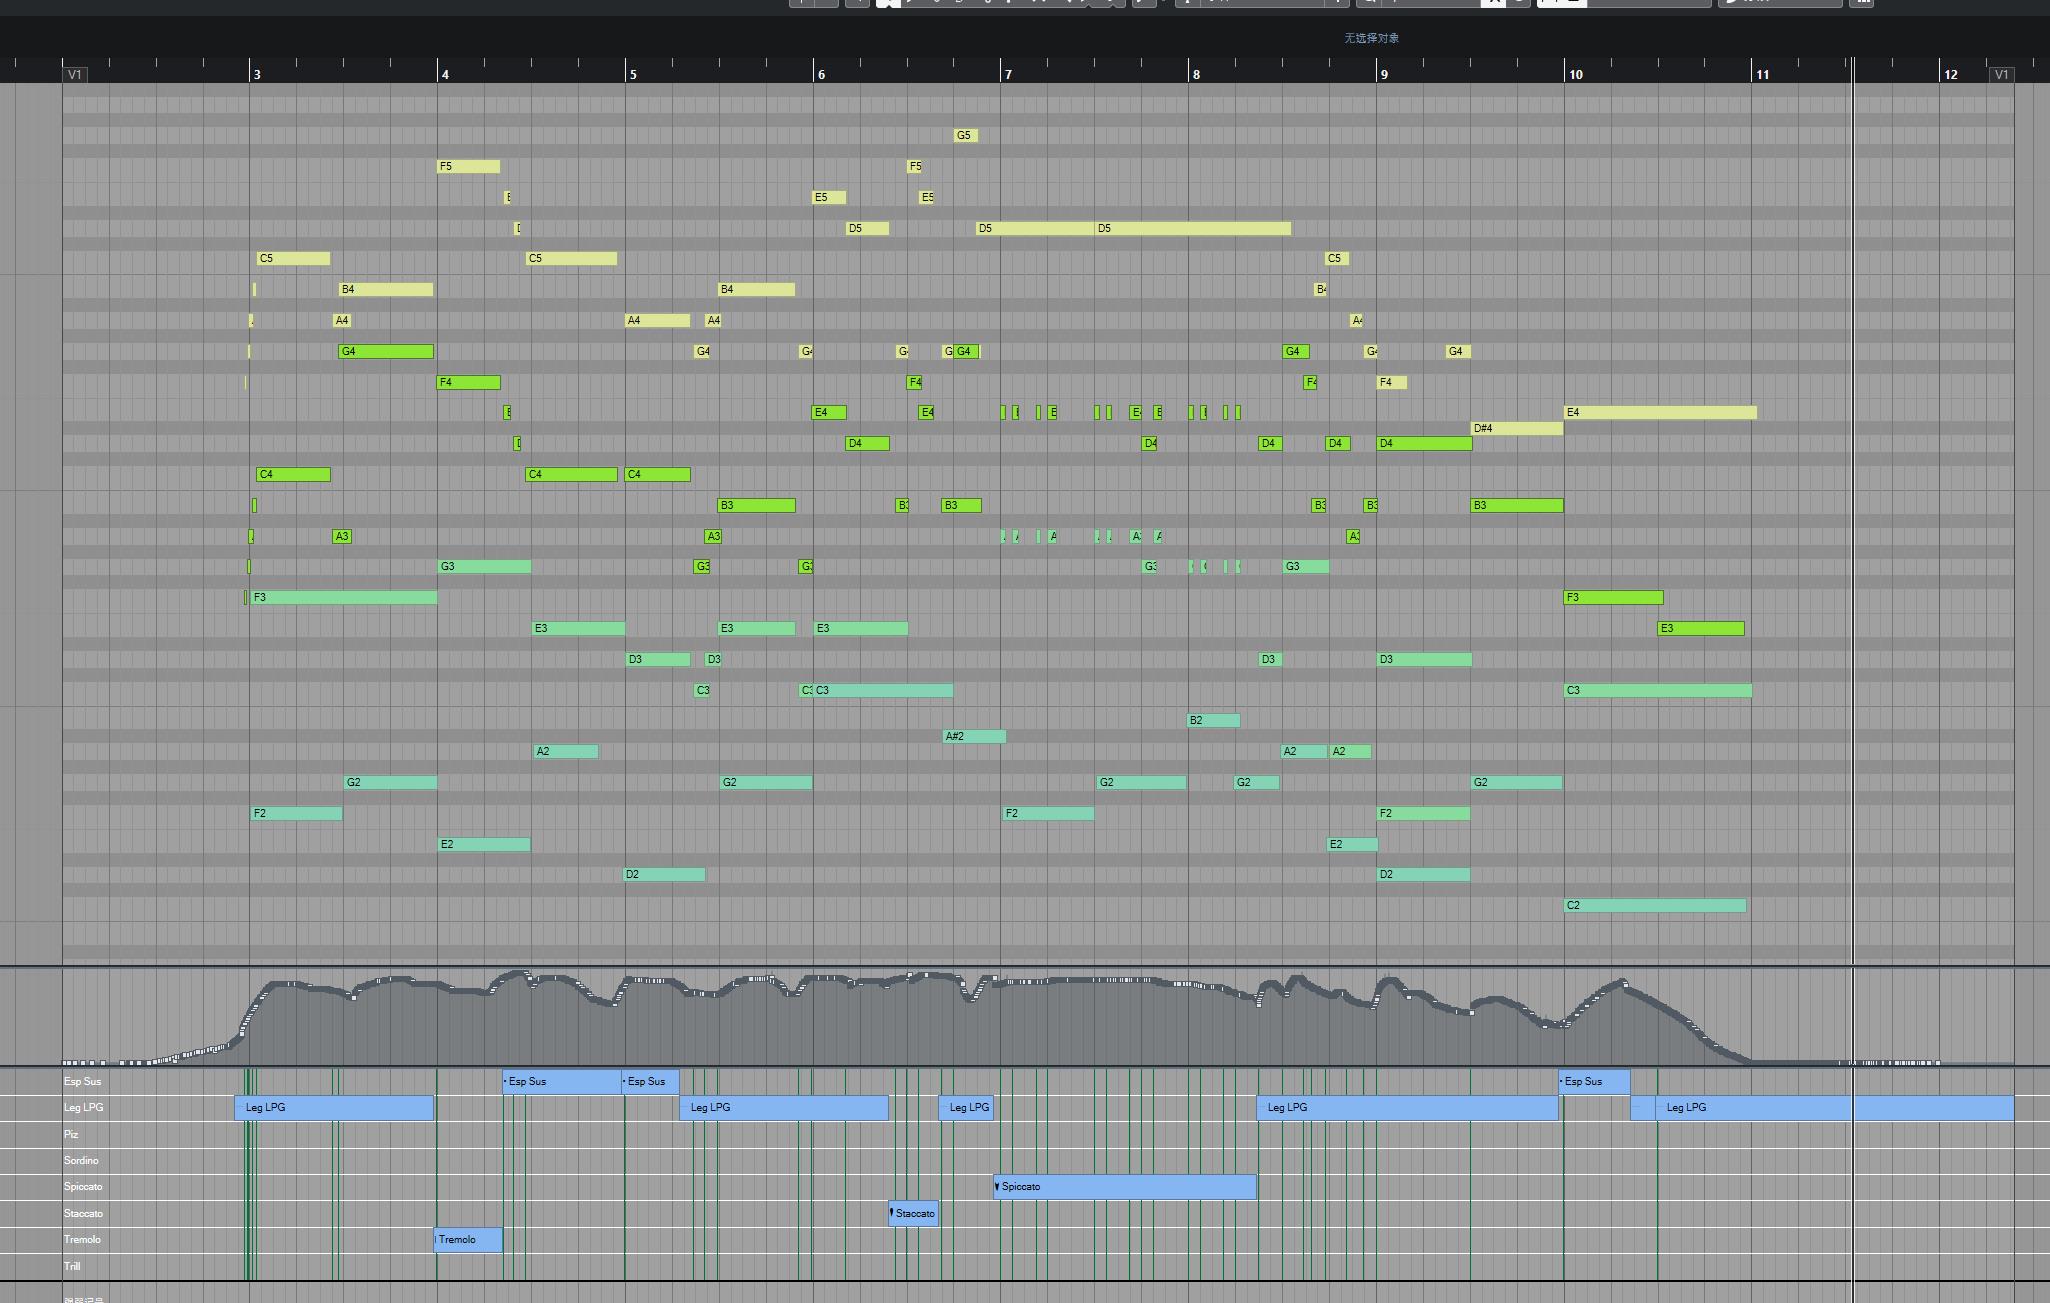 无选择对象
V1 3 4 5 6 7 8 9 10 11 12 V1
G5
F5 F5
E5 E5
D5 D5 D5
C5 C5 C5
B4 B4
A4 A4 A4
G4 G4 G4 G4 G4 G4
F4 F4 F4
E4 E4 E4
D#4
D4 D4 D4 D4
C4 C4 C4
B3 B3 B3
A3 A3
G3 G3 G3 G3 G3
F3 F3
E3 E3 E3 E3
D3 D3 D3 D3
C3 C3 C3
B2
A#2
A2 A2 A2
G2 G2 G2 G2 G2
F2 F2 F2
E2 E2
D2 D2
C2
Esp Sus Esp Sus Esp Sus Esp Sus
Leg LPG Leg LPG Leg LPG Leg LPG Leg LPG Leg LPG
Piz
Sordino
Spiccato Spiccato
Staccato Staccato
Tremolo Tremolo
Trill